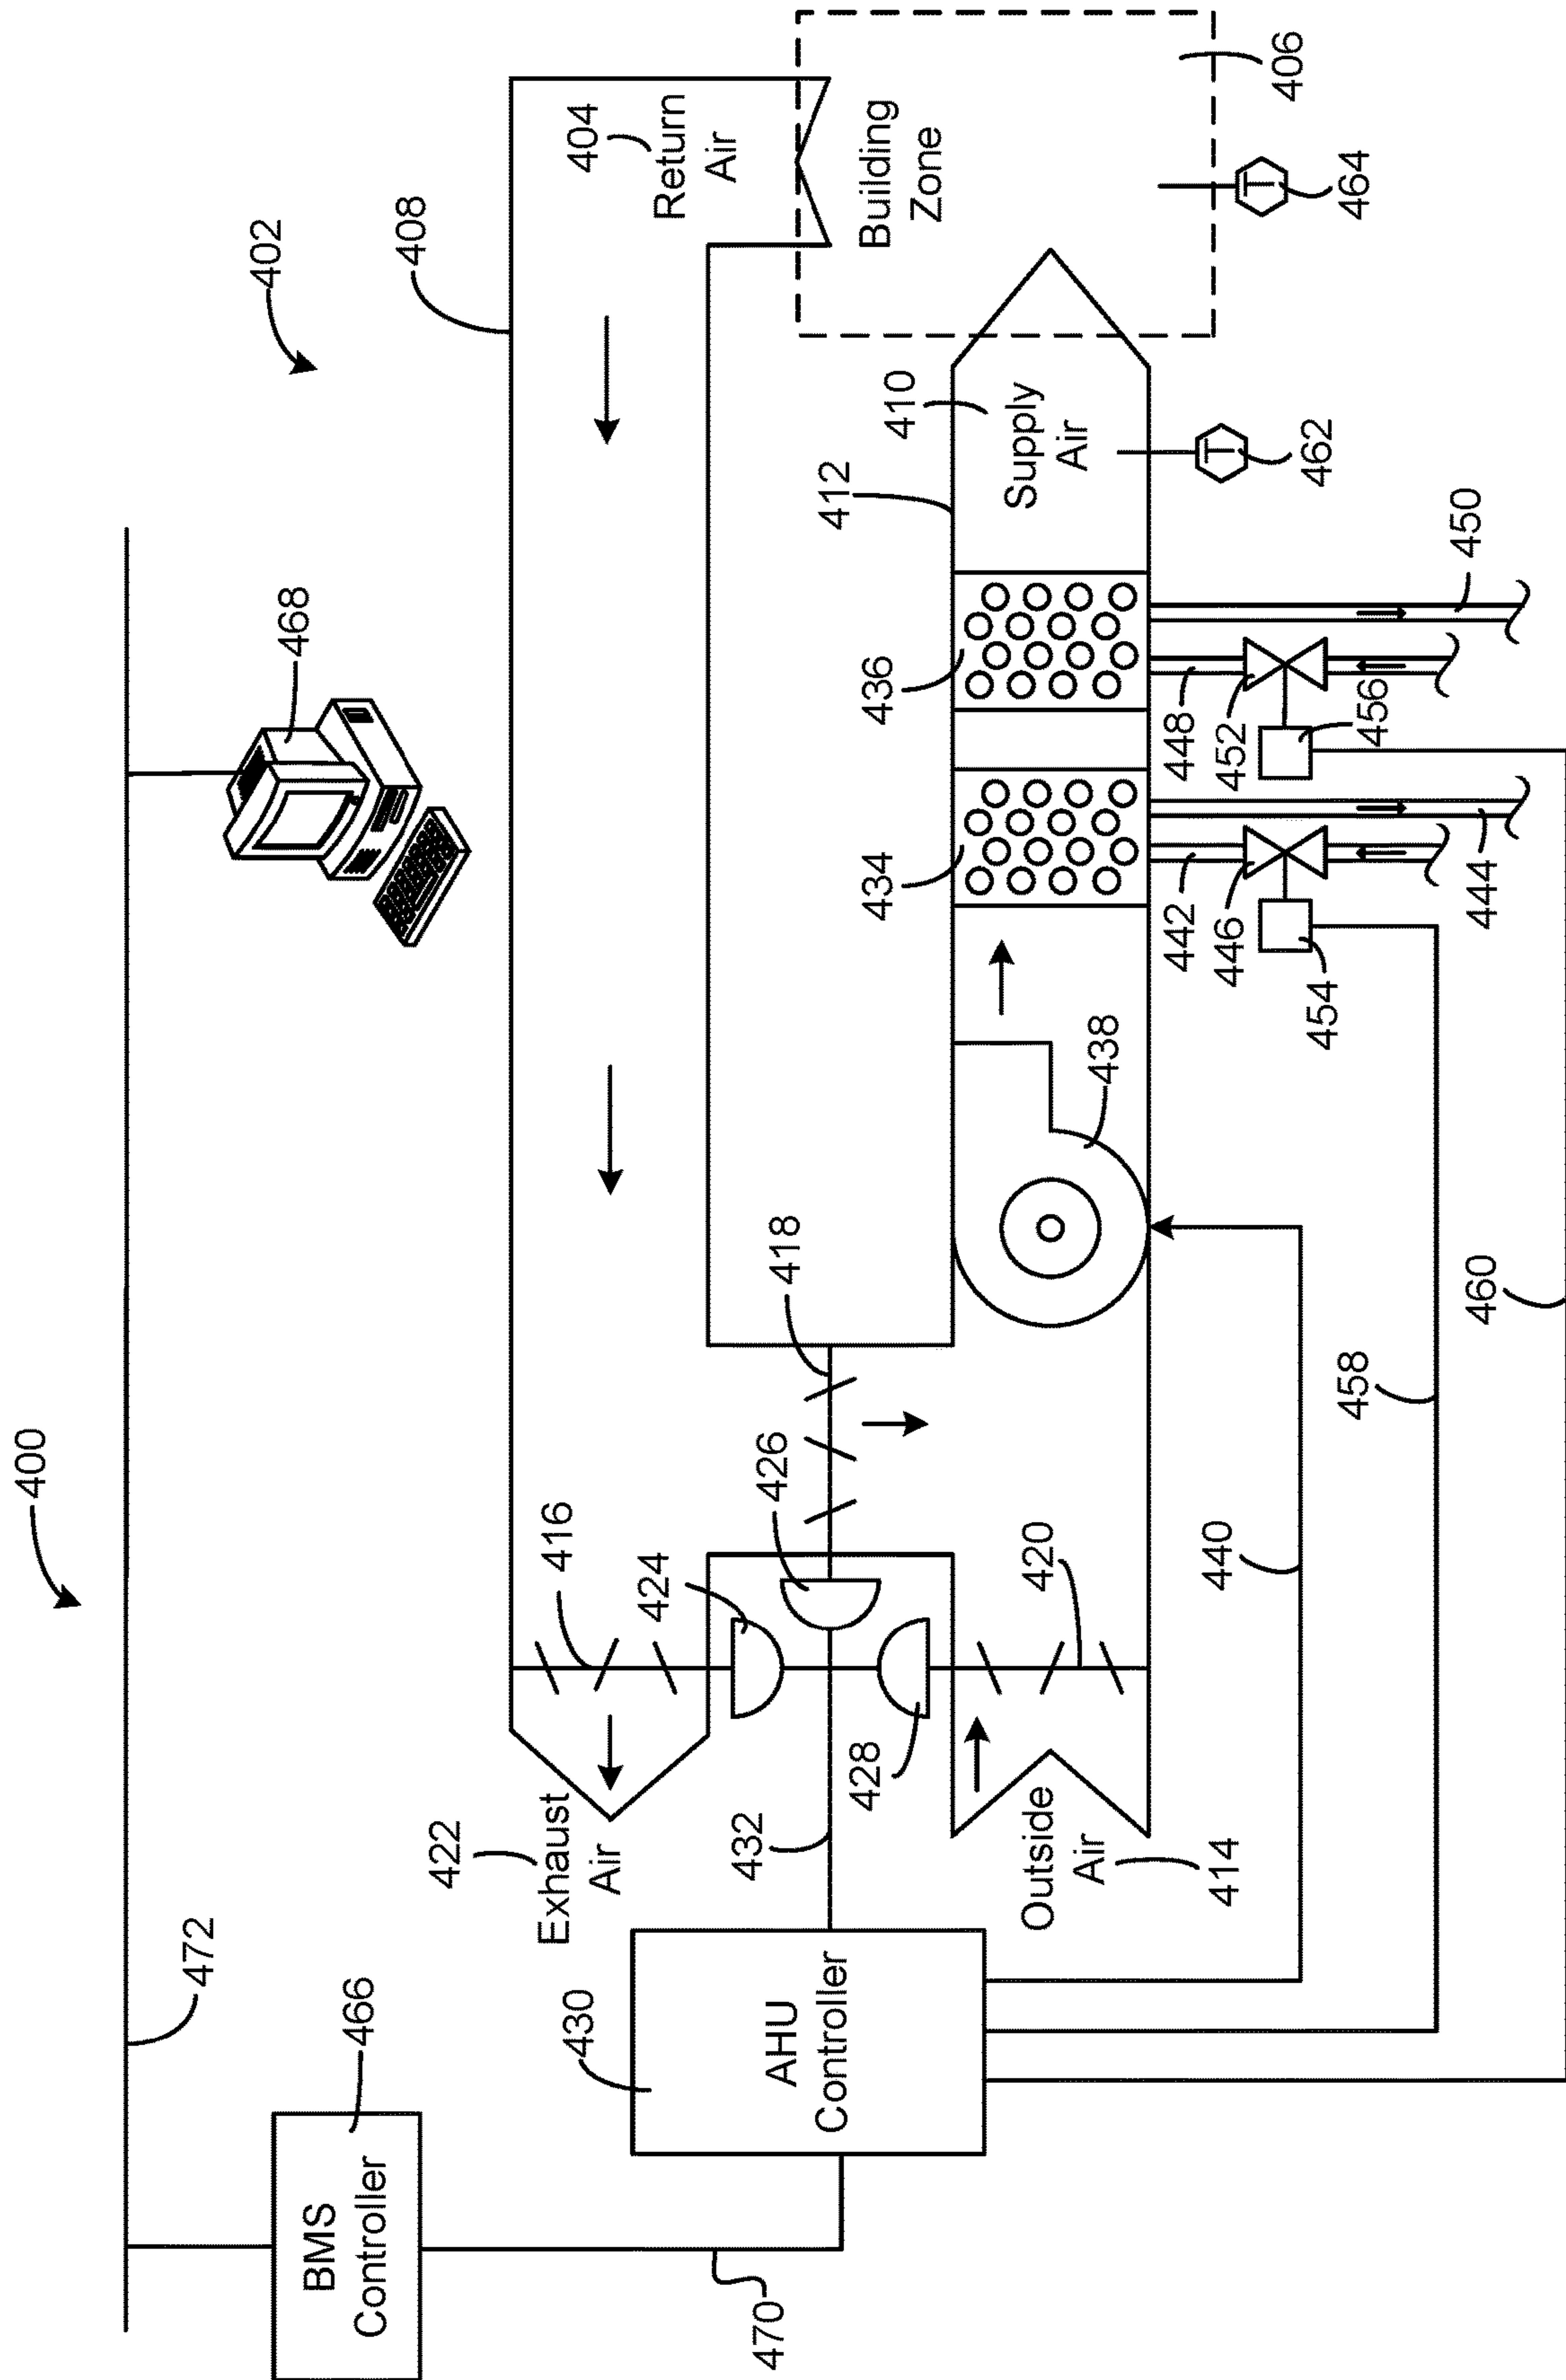 400
402
472
466
BMS
Controller
468
470
430
AHU
Controller
422
Exhaust
Air
416
408
404
Return
Air
424
426
418
432
428
Outside
Air
414
420
438
412
410
Supply
Air
434
436
Building
Zone
406
442
446
454
444
448
452
456
450
T
462
T
464
440
458
460